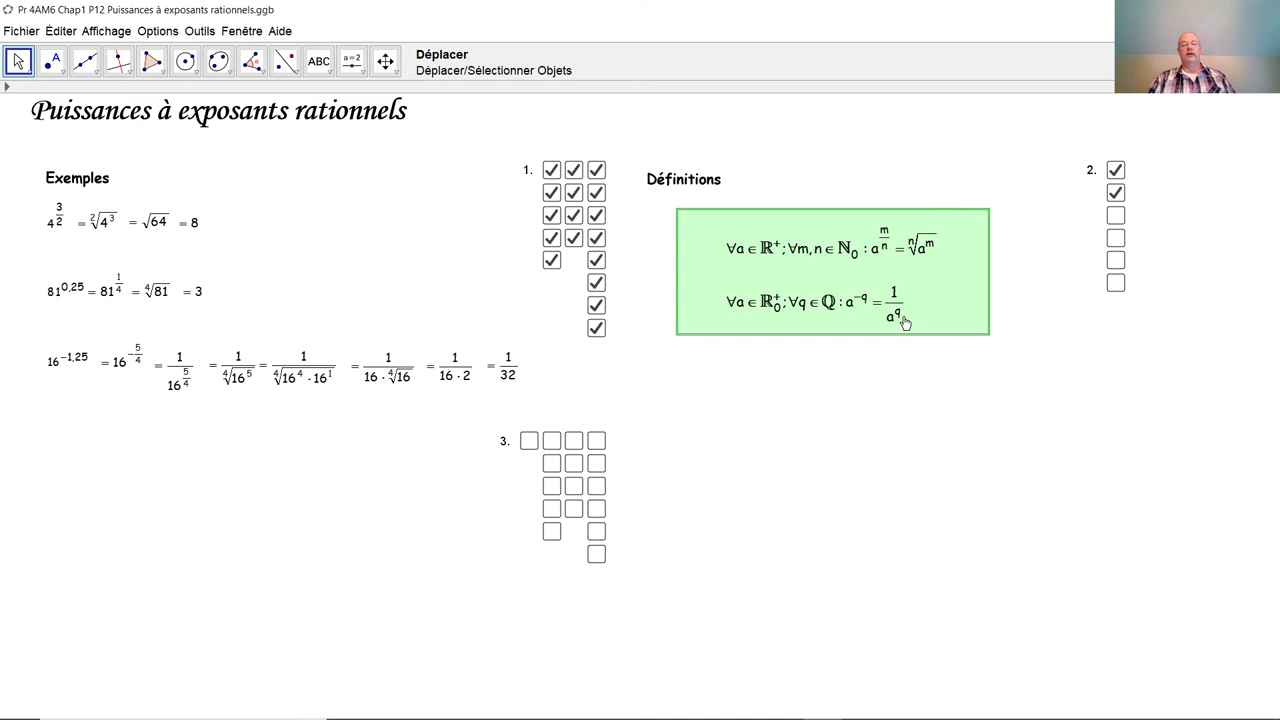 Pr 4AM6 Chap1 P12 Puissances à exposants rationnels.ggb
Fichier Éditer Affichage Options Outils Fenêtre Aide
A ABC a=2
Déplacer
Déplacer/Sélectionner Objets
Puissances à exposants rationnels
Exemples
1.
4^(3/2) = ²√(4³) = √64 = 8
81^(0,25) = 81^(1/4) = ⁴√81 = 3
16^(−1,25) = 16^(−5/4) = 1/16^(5/4) = 1/⁴√(16⁵) = 1/⁴√(16⁴ · 16¹) = 1/(16 · ⁴√16) = 1/(16 · 2) = 1/32
Définitions
2.
∀a ∈ ℝ⁺; ∀m, n ∈ ℕ₀ : a^(m/n) = ⁿ√(a^m)
∀a ∈ ℝ₀⁺; ∀q ∈ ℚ : a^(−q) = 1/a^q
3.